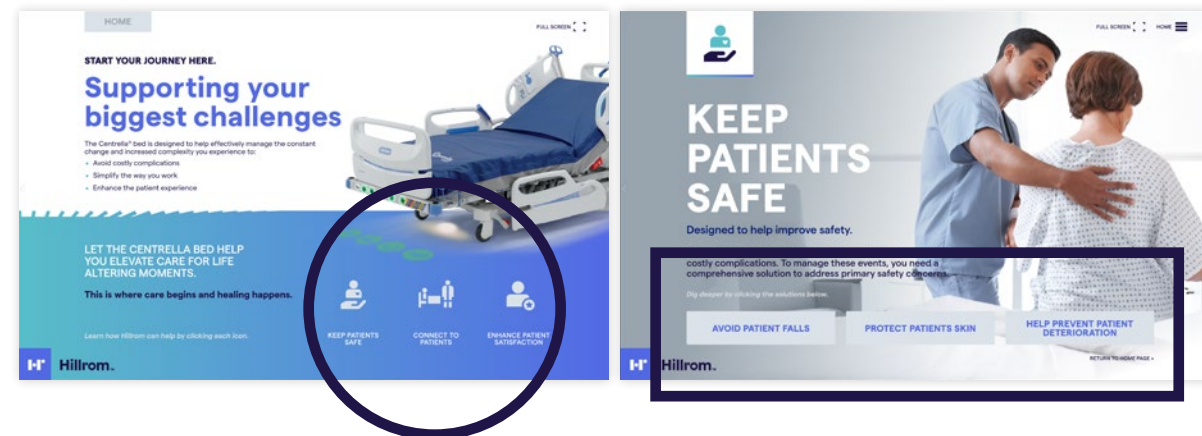 HOME
FULL SCREEN
START YOUR JOURNEY HERE.
Supporting your
biggest challenges
The Centrella® bed is designed to help effectively manage the constant
change and increased complexity you experience to:
• Avoid costly complications
• Simplify the way you work
• Enhance the patient experience
LET THE CENTRELLA BED HELP
YOU ELEVATE CARE FOR LIFE
ALTERING MOMENTS.
This is where care begins and healing happens.
Learn how Hillrom can help by clicking each icon.
KEEP PATIENTS
SAFE
CONNECT TO
PATIENTS
ENHANCE PATIENT
SATISFACTION
Hillrom™
FULL SCREEN
HOME
KEEP
PATIENTS
SAFE
Designed to help improve safety.
costly complications. To manage these events, you need a
comprehensive solution to address primary safety concerns.
Dig deeper by clicking the solutions below.
AVOID PATIENT FALLS
PROTECT PATIENTS SKIN
HELP PREVENT PATIENT
DETERIORATION
RETURN TO HOME PAGE »
Hillrom™